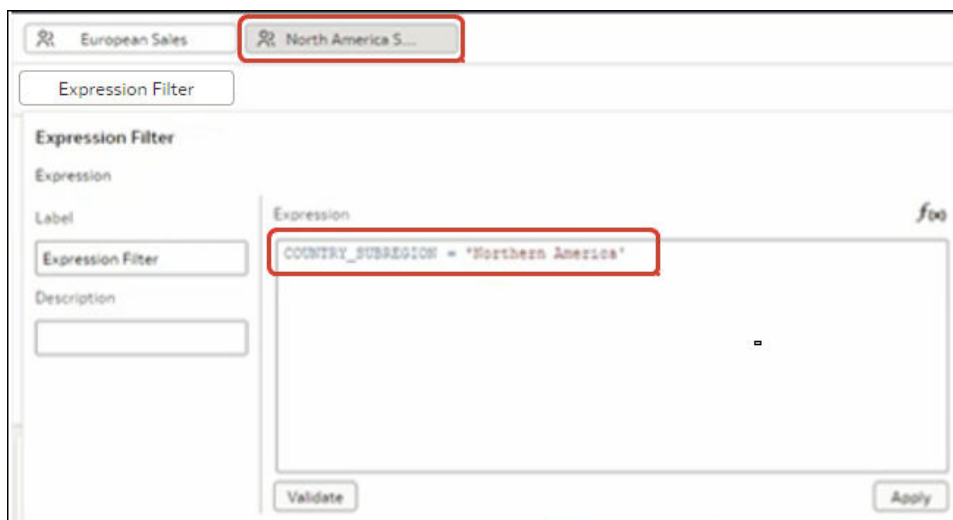 European Sales North America S...
Expression Filter
Expression Filter
Expression
Label
Expression
f(x)
Expression Filter
COUNTRY_SUBREGION = 'Northern America'
Description
Validate
Apply